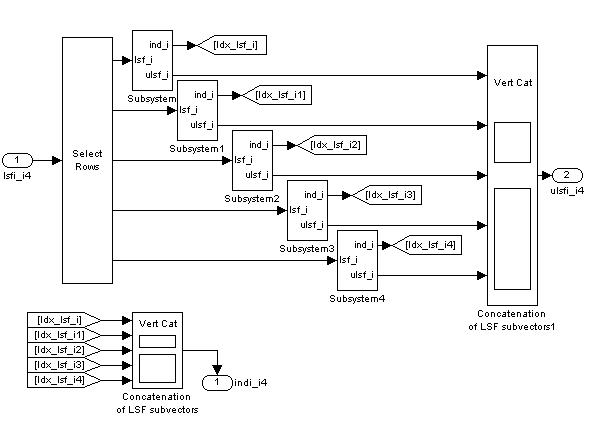 ind_i
[Idx_lsf_i]
lsf_i
ulsf_i
Subsystem
ind_i
[Idx_lsf_i1]
lsf_i
ulsf_i
Subsystem1
ind_i
[Idx_lsf_i2]
lsf_i
ulsf_i
Subsystem2
ind_i
[Idx_lsf_i3]
lsf_i
ulsf_i
Subsystem3
ind_i
[Idx_lsf_i4]
lsf_i
ulsf_i
Subsystem4
1
lsfi_i4
Select
Rows
Vert Cat
2
ulsfi_i4
Concatenation
of LSF subvectors1
[Idx_lsf_i]
[Idx_lsf_i1]
[Idx_lsf_i2]
[Idx_lsf_i3]
[Idx_lsf_i4]
Vert Cat
Concatenation
of LSF subvectors
1
indi_i4